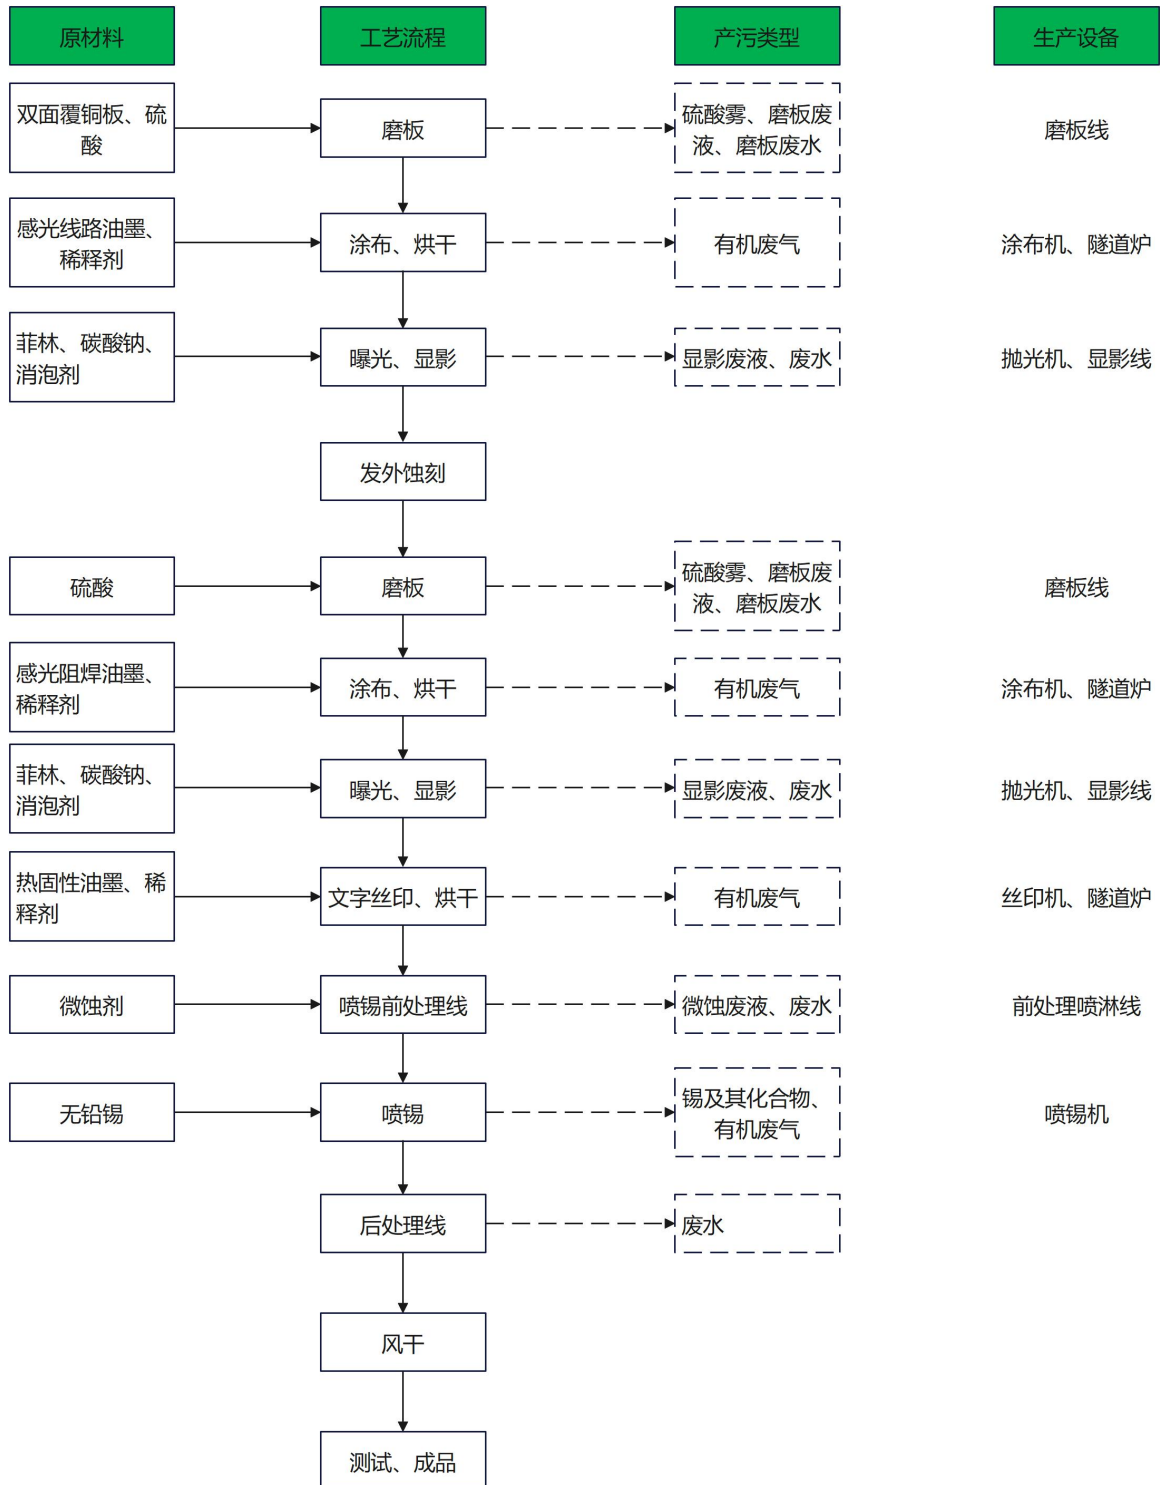 原材料
工艺流程
产污类型
生产设备
双面覆铜板、硫
酸
磨板
硫酸雾、磨板废
液、磨板废水
磨板线
感光线路油墨、
稀释剂
涂布、烘干
有机废气
涂布机、隧道炉
菲林、碳酸钠、
消泡剂
曝光、显影
显影废液、废水
抛光机、显影线
发外蚀刻
硫酸
磨板
硫酸雾、磨板废
液、磨板废水
磨板线
感光阻焊油墨、
稀释剂
涂布、烘干
有机废气
涂布机、隧道炉
菲林、碳酸钠、
消泡剂
曝光、显影
显影废液、废水
抛光机、显影线
热固性油墨、稀
释剂
文字丝印、烘干
有机废气
丝印机、隧道炉
微蚀剂
喷锡前处理线
微蚀废液、废水
前处理喷淋线
无铅锡
喷锡
锡及其化合物、
有机废气
喷锡机
后处理线
废水
风干
测试、成品